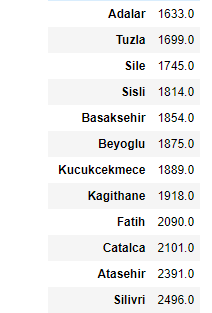 Adalar 1633.0
Tuzla 1699.0
Sile 1745.0
Sisli 1814.0
Basaksehir 1854.0
Beyoglu 1875.0
Kucukcekmece 1889.0
Kagithane 1918.0
Fatih 2090.0
Catalca 2101.0
Atasehir 2391.0
Silivri 2496.0